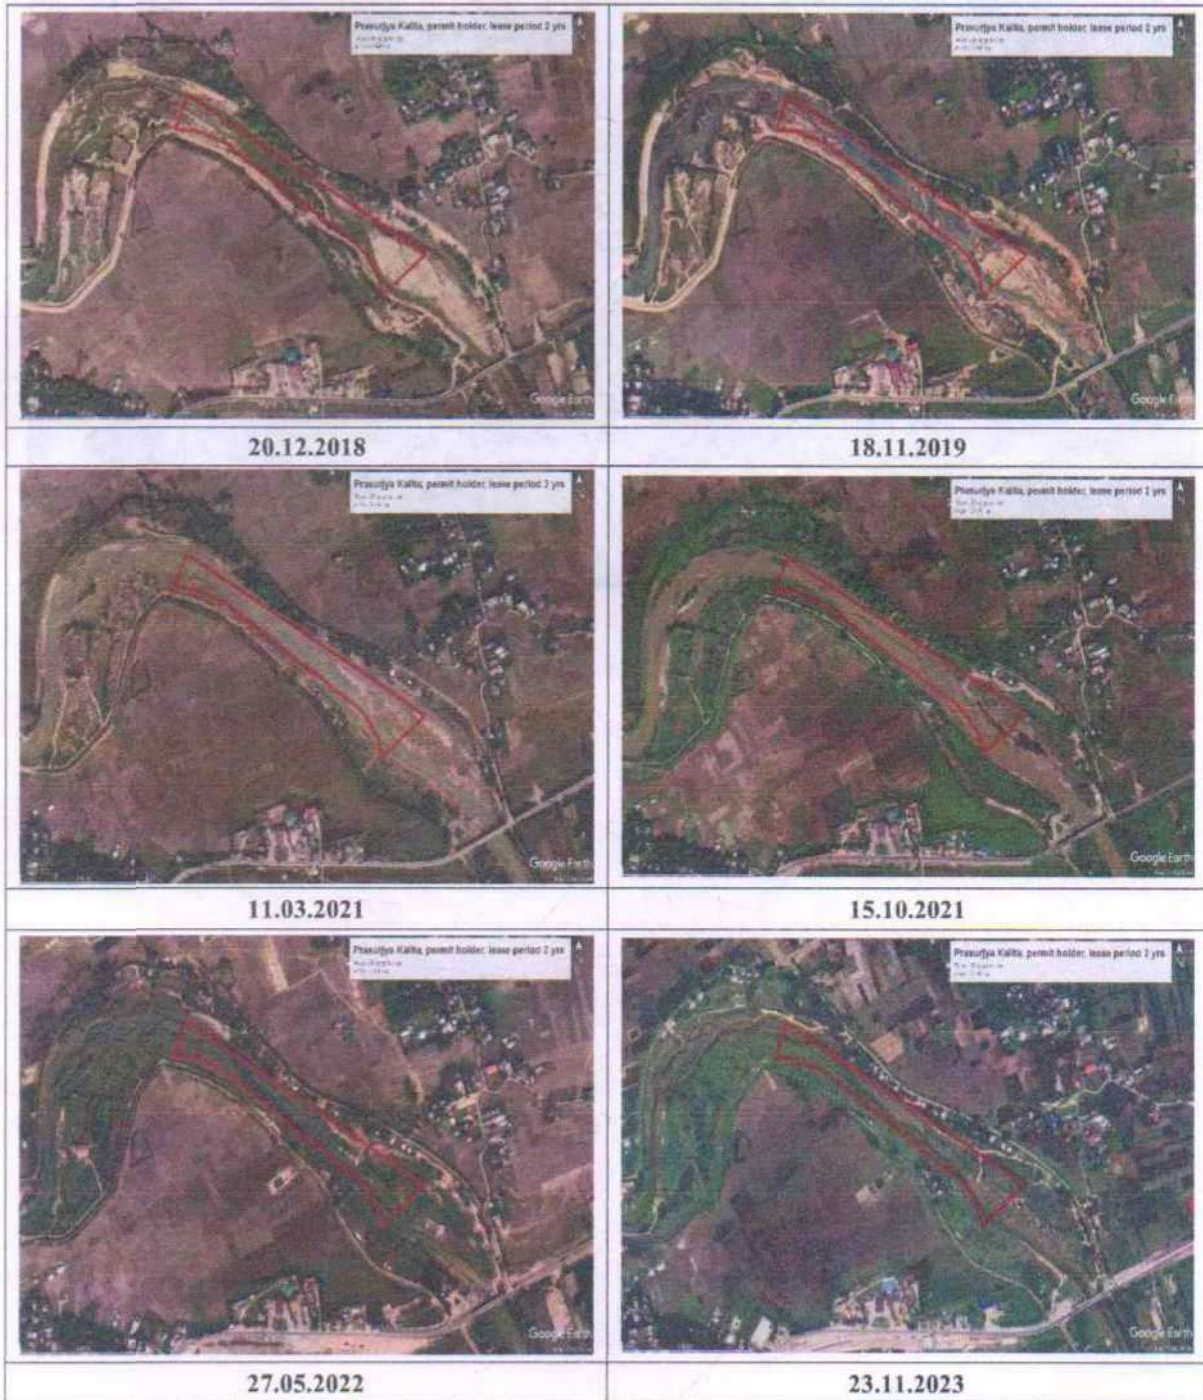 Prasurjya Kalita, permit holder, lease period 2 yrs
Google Earth
Prasurjya Kalita, permit holder, lease period 2 yrs
Google Earth
20.12.2018
18.11.2019
Prasurjya Kalita, permit holder, lease period 2 yrs
Google Earth
Prasurjya Kalita, permit holder, lease period 2 yrs
Google Earth
11.03.2021
15.10.2021
Prasurjya Kalita, permit holder, lease period 2 yrs
Google Earth
Prasurjya Kalita, permit holder, lease period 2 yrs
Google Earth
27.05.2022
23.11.2023